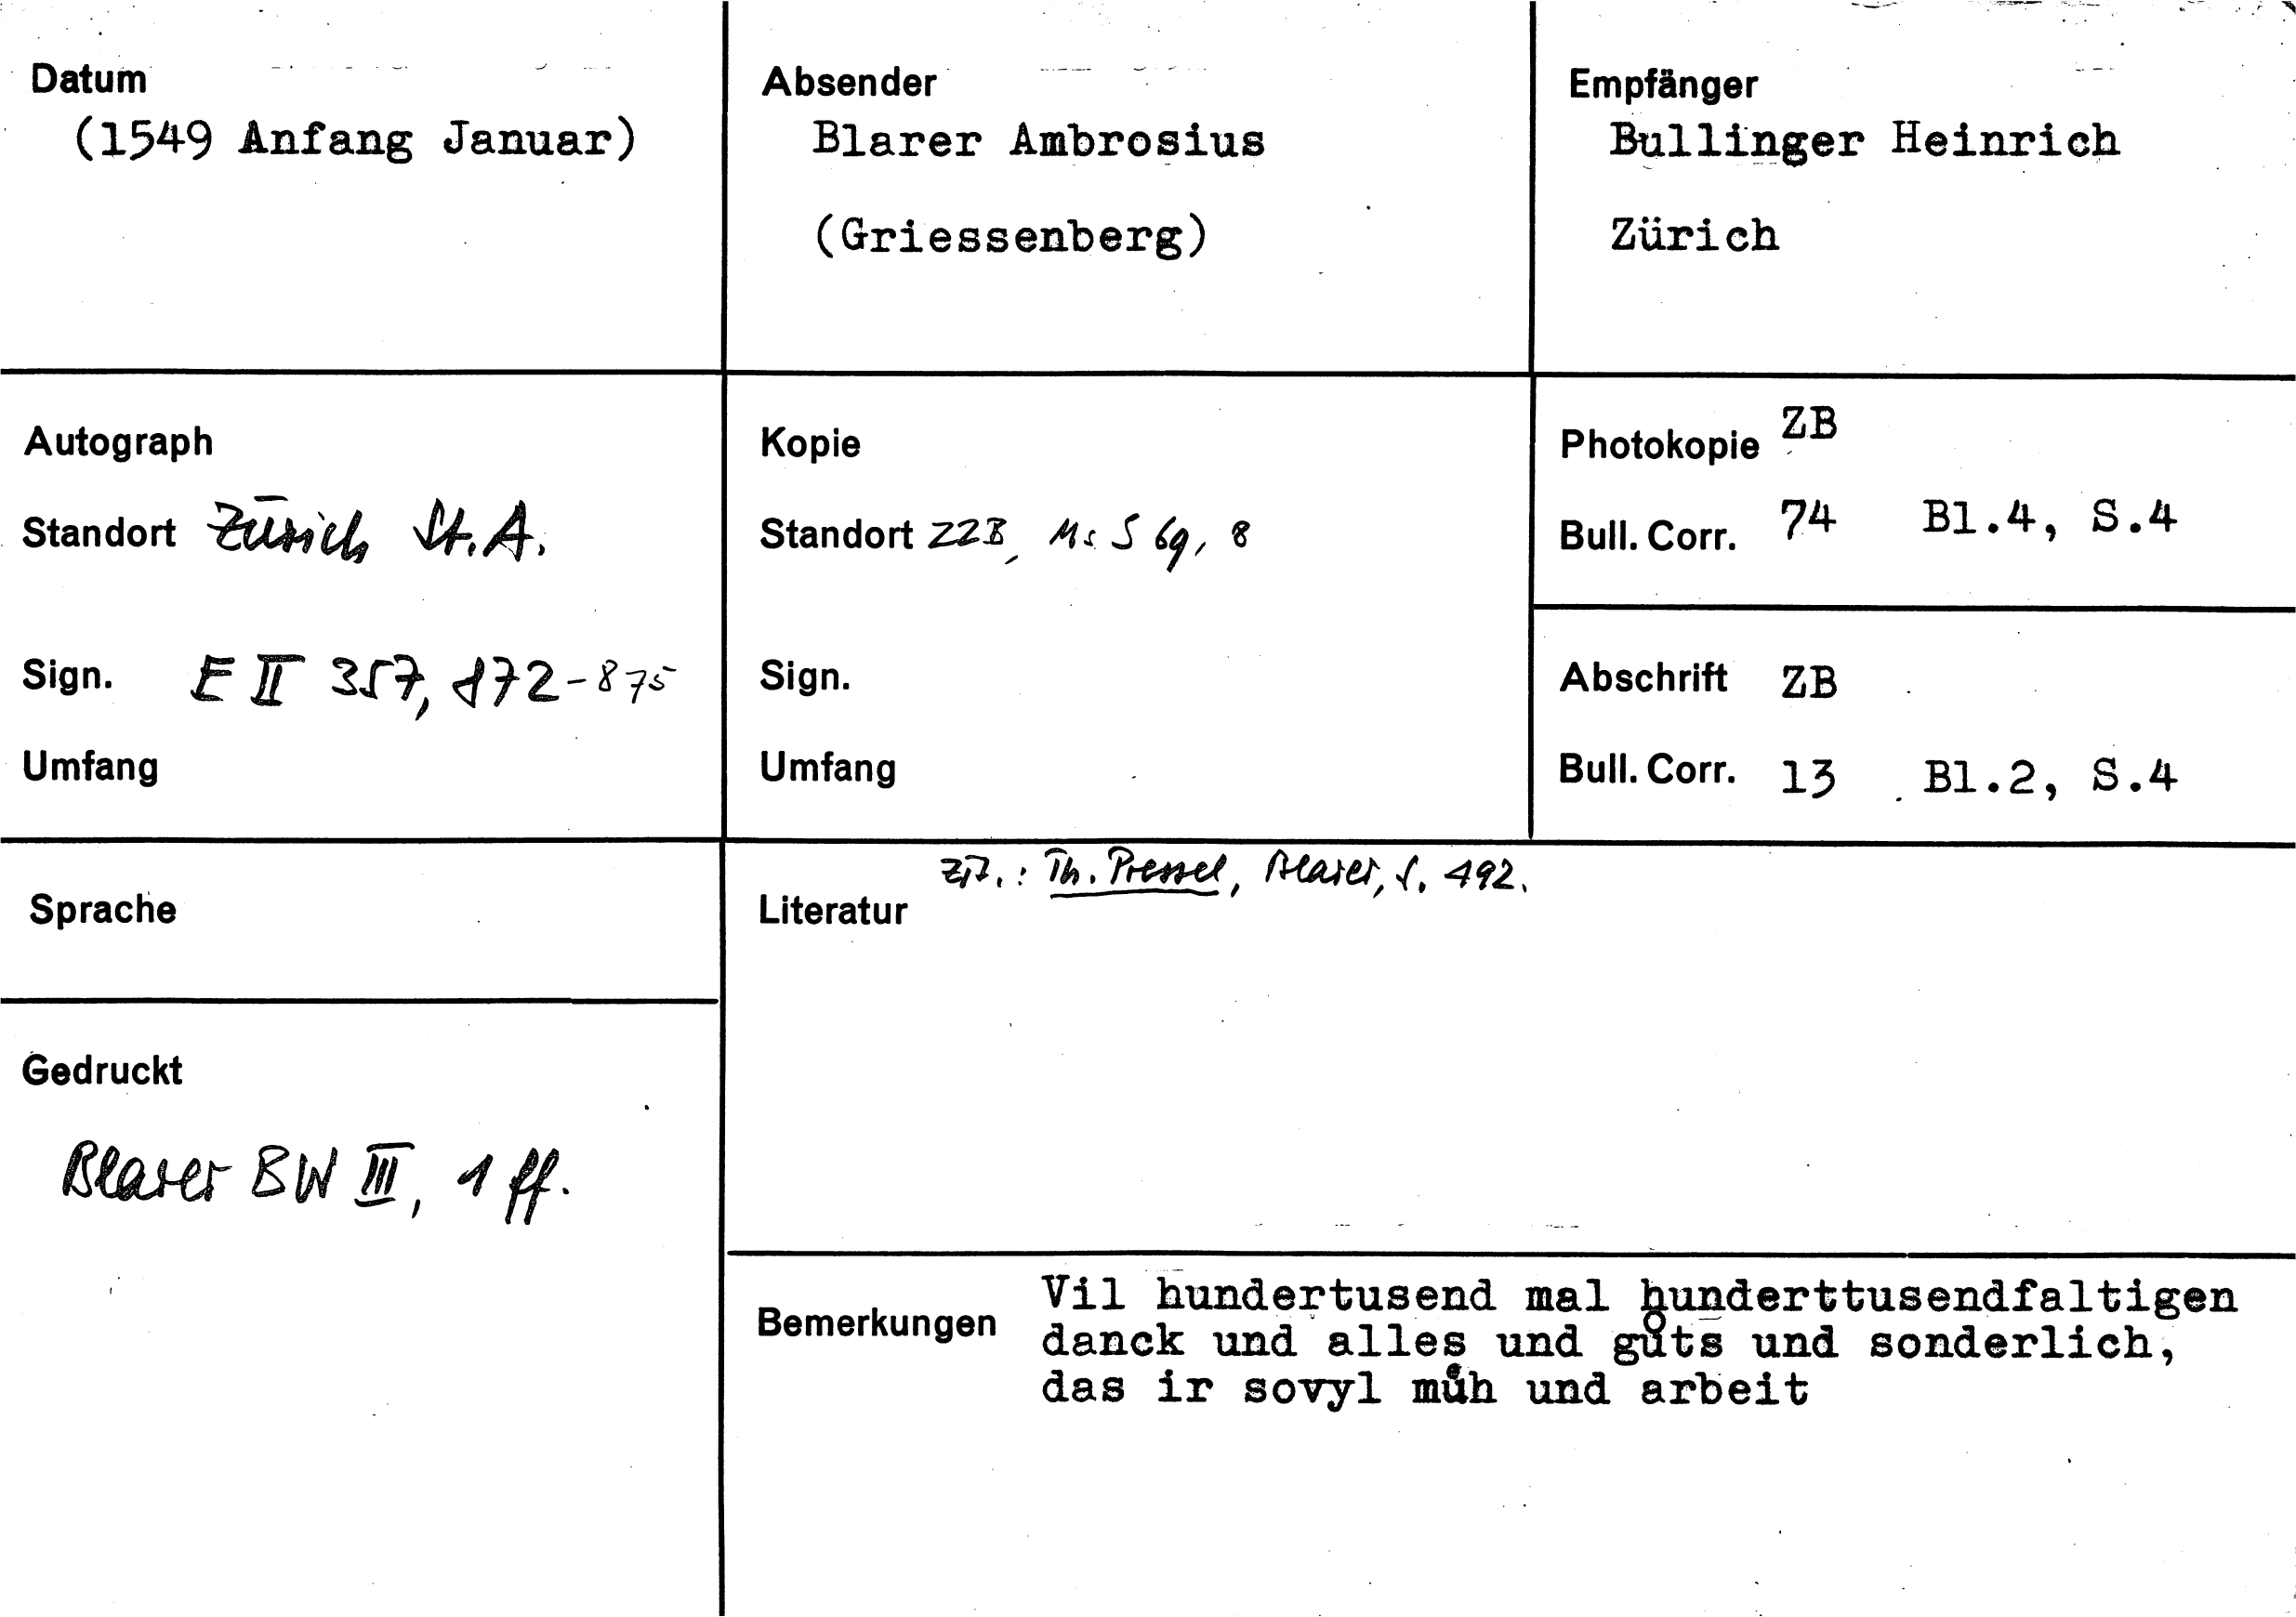 Datum
(1549 Anfang Januar)
Absender
Blarer Ambrosius
(Griessenberg)
Empfänger
Bullinger Heinrich
Zürich
Autograph
Standort Zürich St.A.
Sign. E II 357, 872-875
Umfang
Kopie
Standort ZZB, Ms S 69, 8
Sign.
Umfang
Photokopie ZB
Bull. Corr. 74 Bl.4, S.4
Abschrift ZB
Bull. Corr. 13 Bl.2, S.4
Sprache
Gedruckt
Blarer BW III, 1 ff.
zit.: Th. Pressel, Blarer, S. 492.
Literatur
Bemerkungen
Vil hundertusend mal hunderttusendfaltigen
danck und alles und gůts und sonderlich,
das ir sovyl můh und arbeit